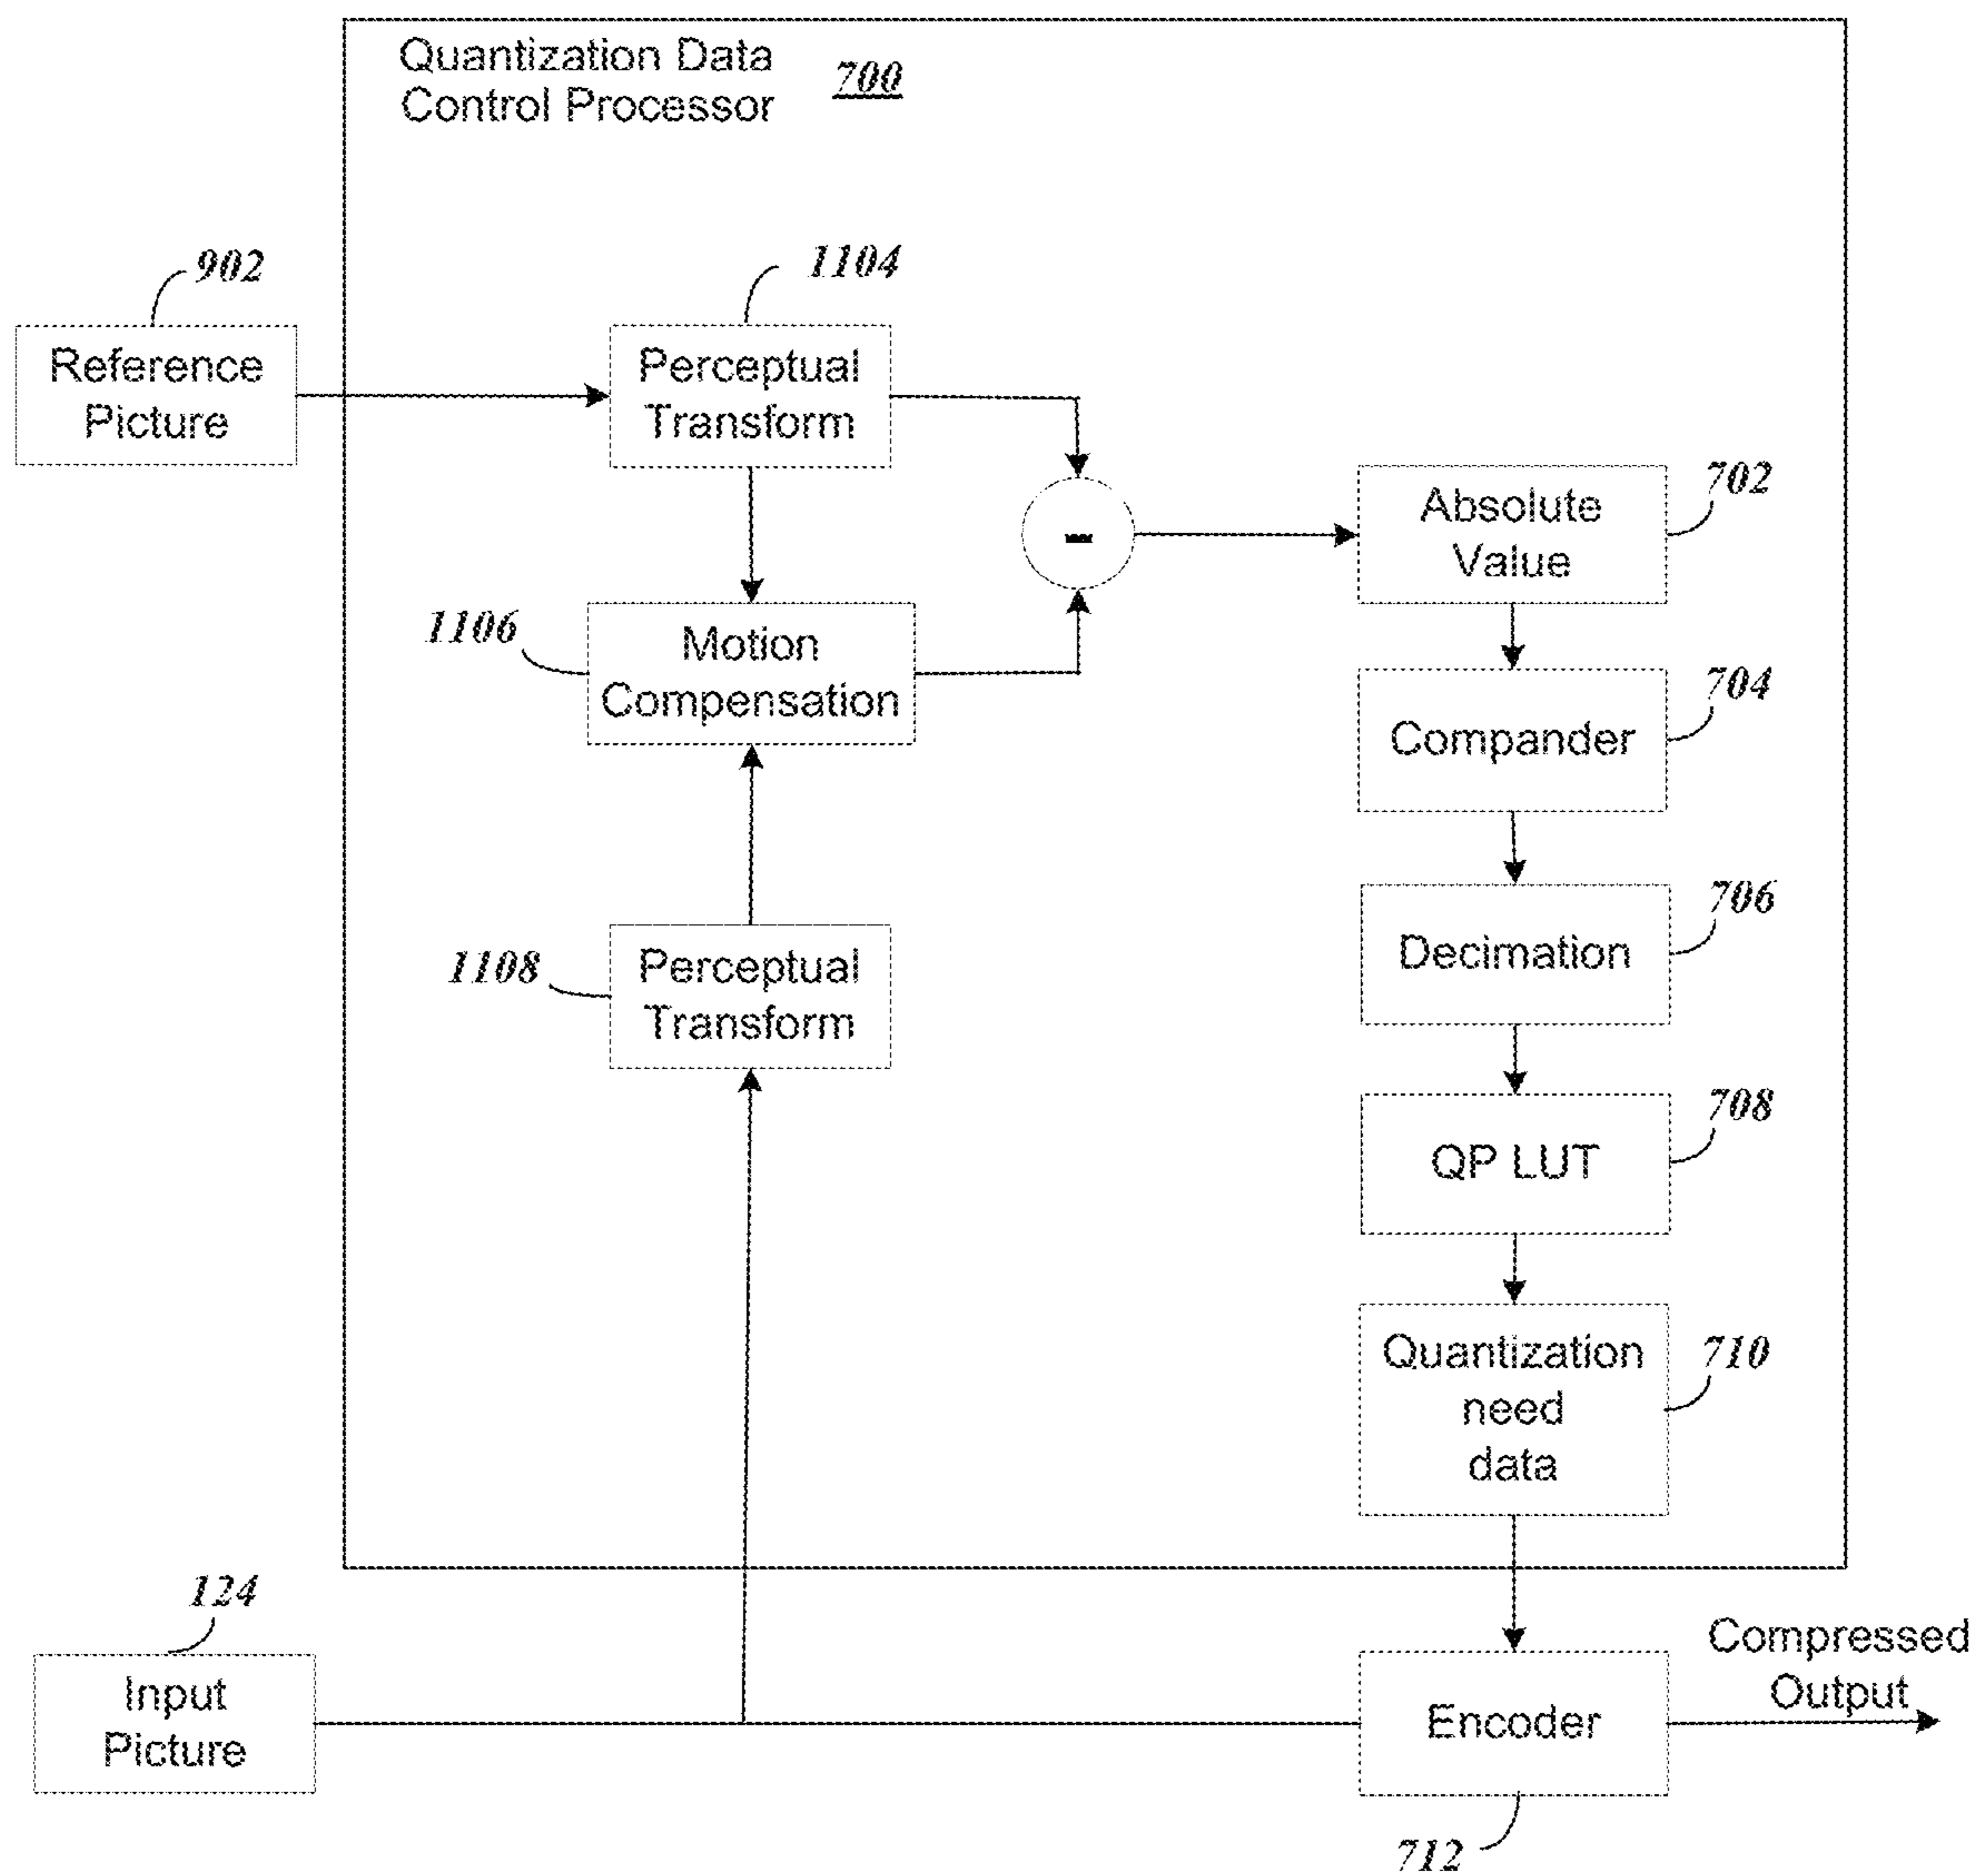 Quantization Data
Control Processor
700
902
1104
Reference
Picture
Perceptual
Transform
-
702
Absolute
Value
1106
Motion
Compensation
704
Compander
706
Decimation
1108
Perceptual
Transform
708
QP LUT
710
Quantization
need
data
124
Input
Picture
Encoder
Compressed
Output
712